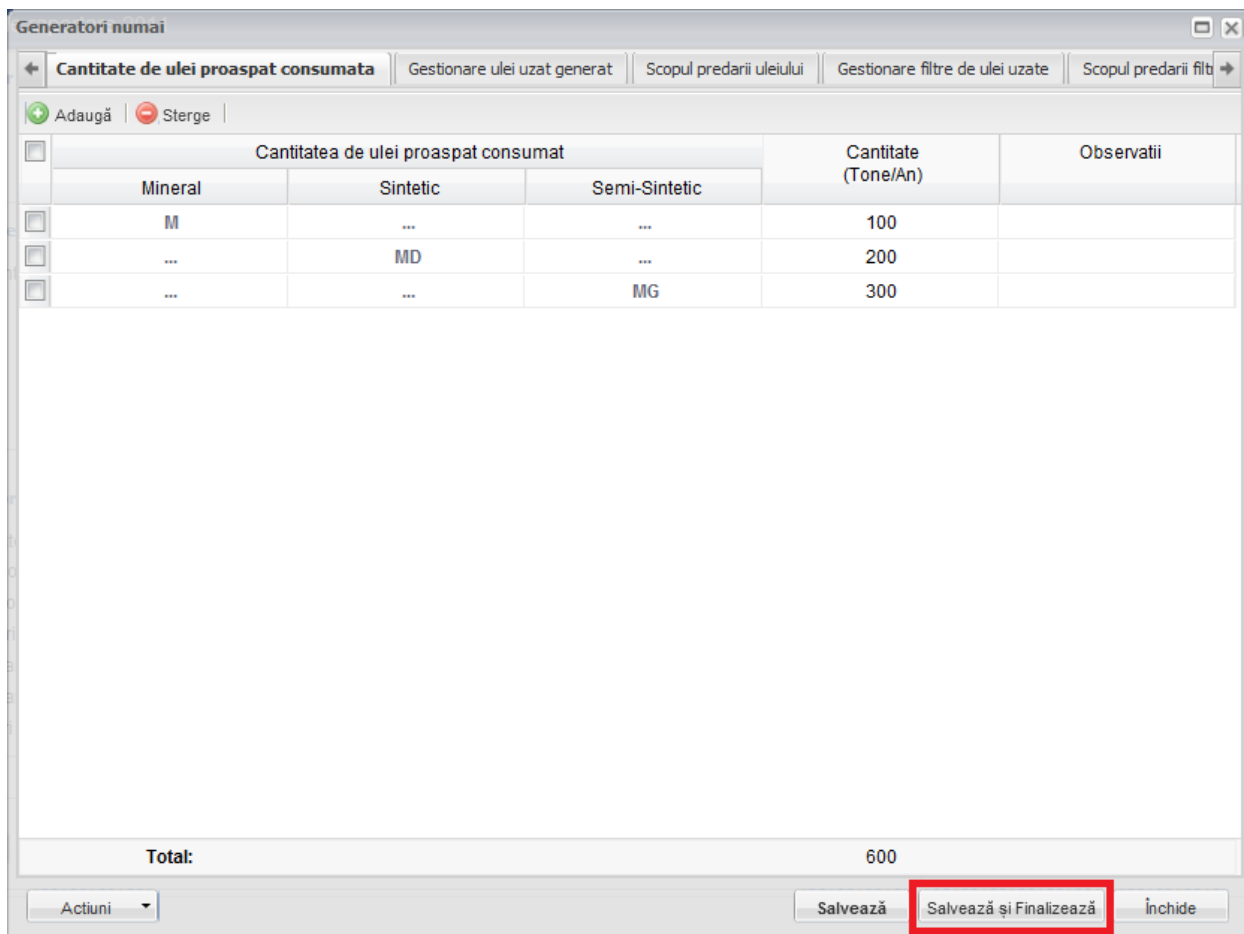 Generatori numai
Cantitate de ulei proaspat consumata Gestionare ulei uzat generat Scopul predarii uleiului Gestionare filtre de ulei uzate Scopul predarii filt
Adaugă Sterge
Cantitatea de ulei proaspat consumat Cantitate (Tone/An) Observatii
Mineral Sintetic Semi-Sintetic
M ... ... 100
... MD ... 200
... ... MG 300
Total: 600
Actiuni Salvează Salvează și Finalizează Închide